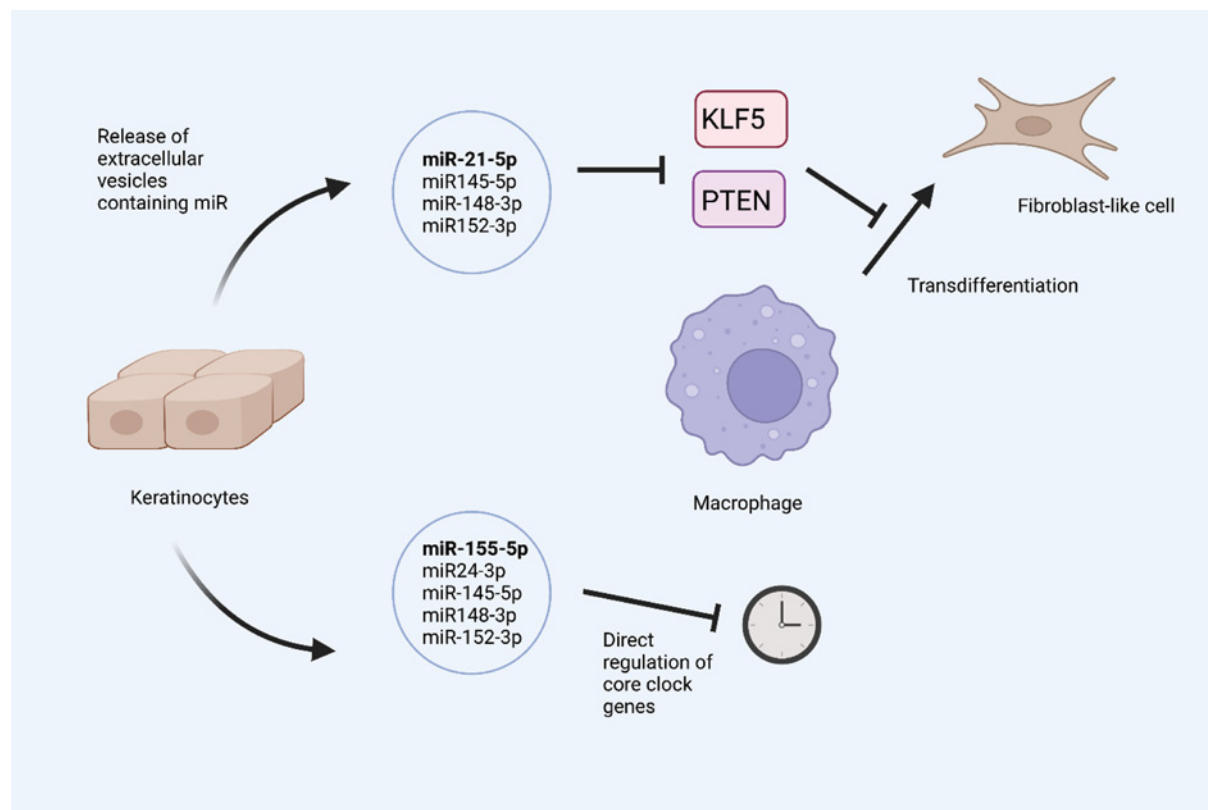 Release of
extracellular
vesicles
containing miR
miR-21-5p
miR145-5p
miR-148-3p
miR152-3p
KLF5
PTEN
Fibroblast-like cell
Transdifferentiation
Keratinocytes
Macrophage
miR-155-5p
miR24-3p
miR-145-5p
miR148-3p
miR-152-3p
Direct
regulation of
core clock
genes